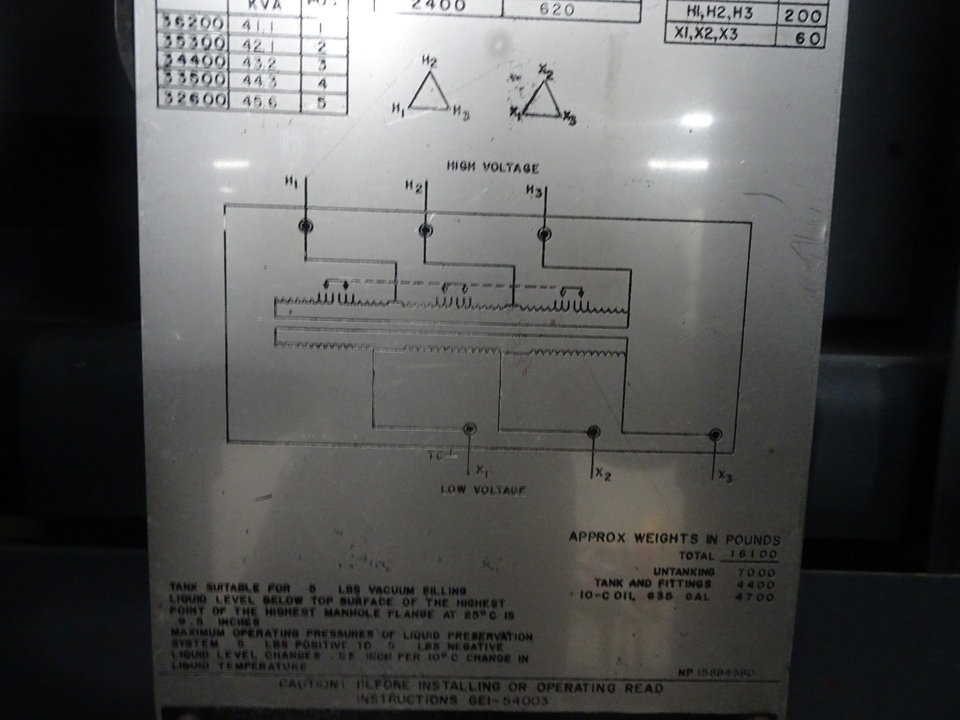 KVA
2400
620
H1,H2,H3 200
X1,X2,X3 60
36200 41.1 1
35300 42.1 2
34400 43.2 3
33500 44.3 4
32600 45.6 5
H2
H1 H3
X2
X1 X3
HIGH VOLTAGE
H1 H2 H3
X1 X2 X3
LOW VOLTAGE
APPROX WEIGHTS IN POUNDS
TOTAL 16100
UNTANKING 7000
TANK AND FITTINGS 4400
10-C OIL 635 GAL 4700
TANK SUITABLE FOR 5 LBS VACUUM FILLING
LIQUID LEVEL BELOW TOP SURFACE OF THE HIGHEST
POINT OF THE HIGHEST MANHOLE FLANGE AT 25°C IS
9.5 INCHES
MAXIMUM OPERATING PRESSURES OF LIQUID PRESERVATION
SYSTEM 5 LBS POSITIVE TO 5 LBS NEGATIVE
LIQUID LEVEL CHANGES INCH PER 10°C CHANGE IN
LIQUID TEMPERATURE
NP 
CAUTION! BEFORE INSTALLING OR OPERATING READ
INSTRUCTIONS GEI-54003